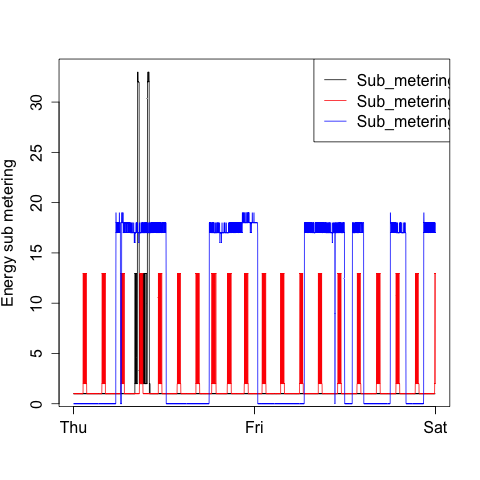 Energy sub metering
30
25
20
15
10
5
0
Thu
Fri
Sat
Sub_metering
Sub_metering
Sub_metering